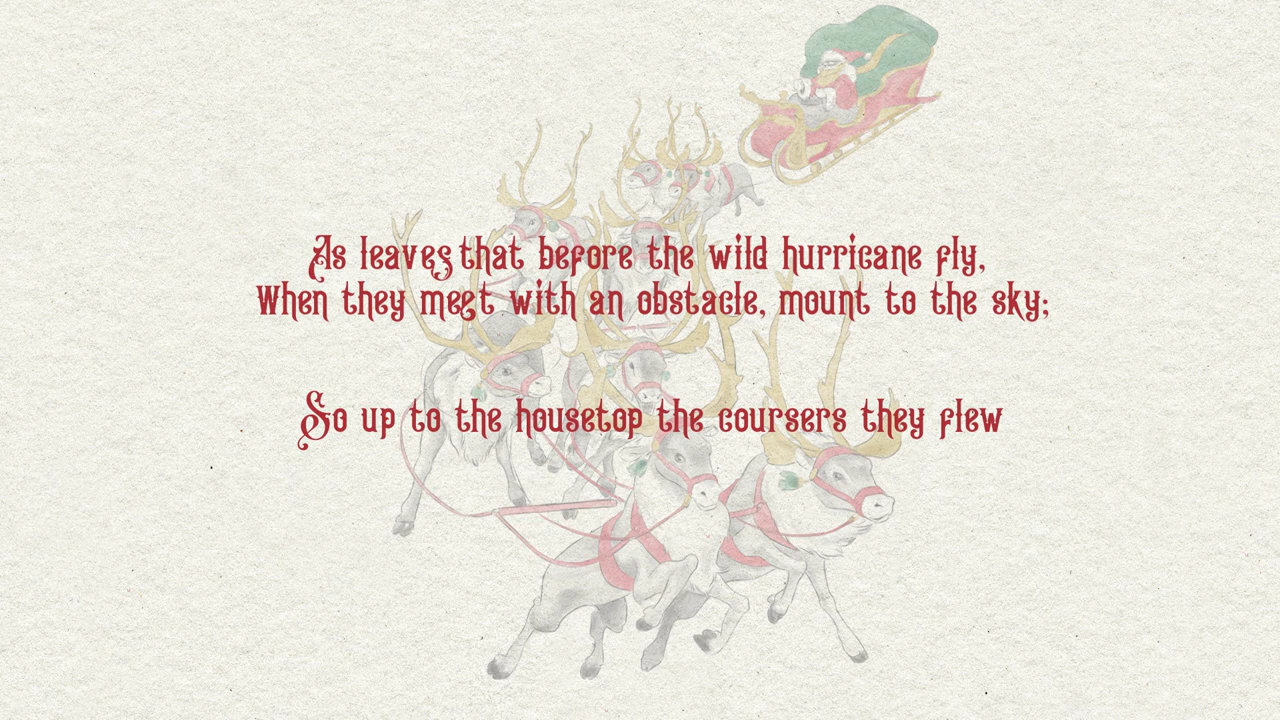 As leaves that before the wild hurricane fly,
When they meet with an obstacle, mount to the sky;
So up to the housetop the coursers they flew